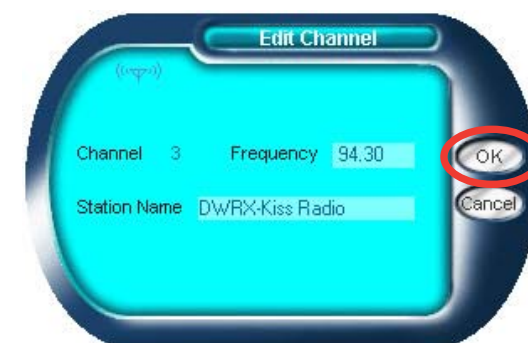 Edit Channel
Channel 3 Frequency 94.30
OK
Station Name DWRX-Kiss Radio
Cancel